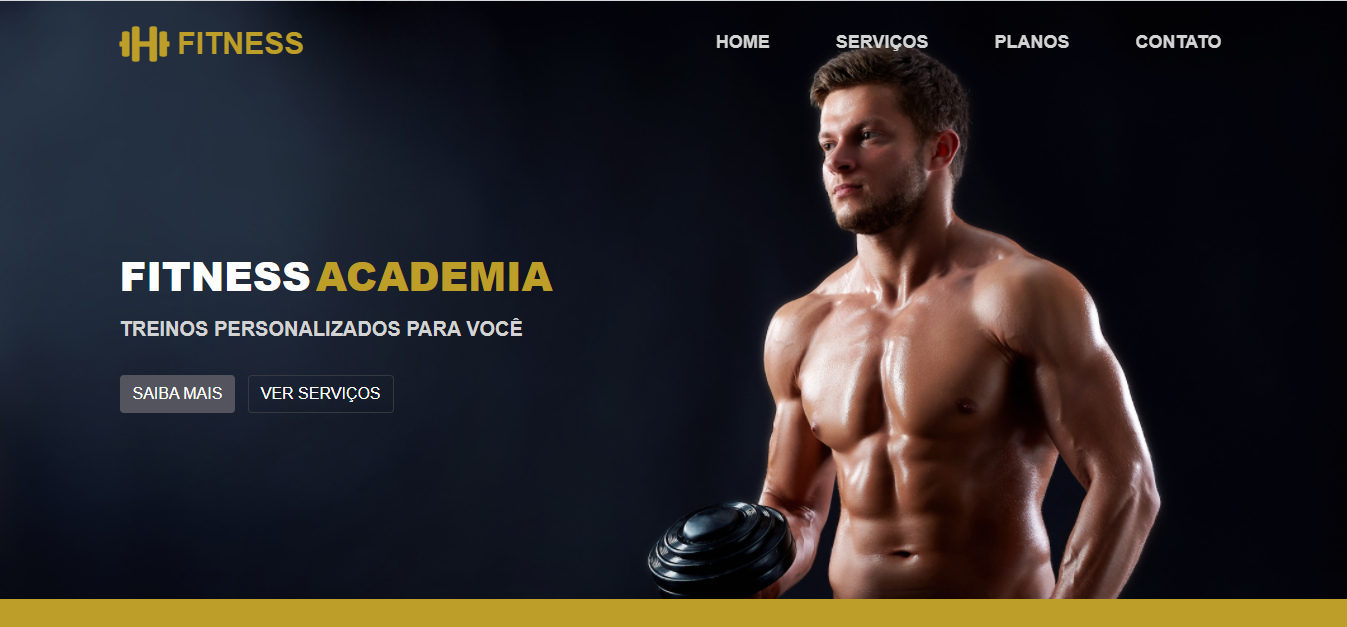 FITNESS
HOME SERVIÇOS PLANOS CONTATO
FITNESS ACADEMIA
TREINOS PERSONALIZADOS PARA VOCÊ
SAIBA MAIS VER SERVIÇOS